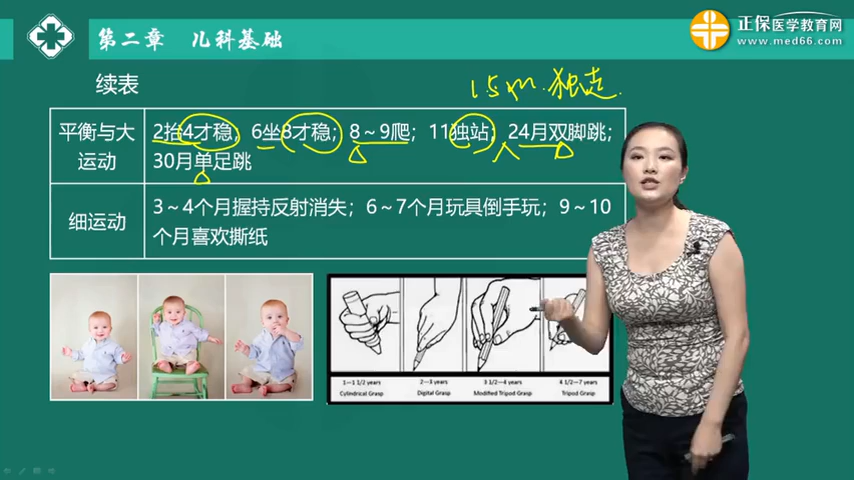 第二章 儿科基础
正保医学教育网
www.med66.com
续表
15m.独走.
平衡与大运动
2抬4才稳；6坐8才稳；8～9爬；11独站；24月双脚跳；
30月单足跳
细运动
3～4个月握持反射消失；6～7个月玩具倒手玩；9～10
个月喜欢撕纸
1—1 1/2 years
Cylindrical Grasp
2—3 years
Digital Grasp
3 1/2—4 years
Modified Tripod Grasp
4 1/2—7 years
Tripod Grasp